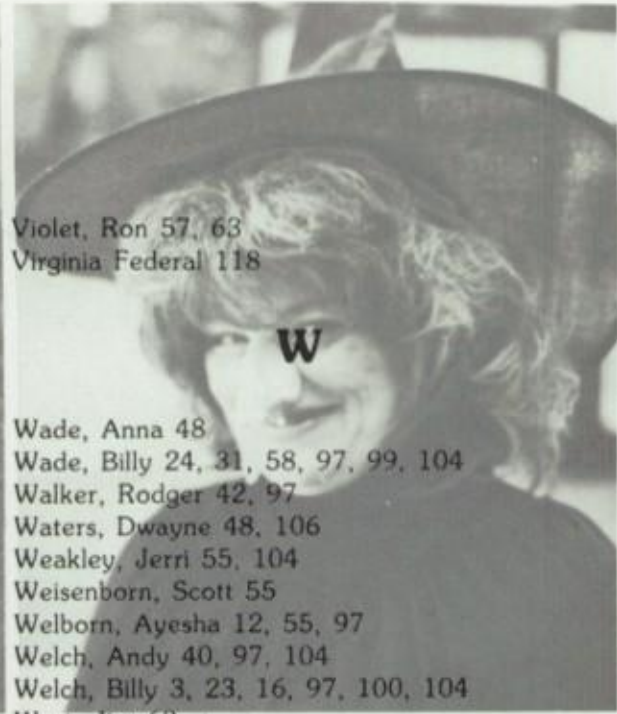 Violet, Ron 57, 63
Virginia Federal 118
W
Wade, Anna 48
Wade, Billy 24, 31, 58, 97, 99, 104
Walker, Rodger 42, 97
Waters, Dwayne 48, 106
Weakley, Jerri 55, 104
Weisenborn, Scott 55
Welborn, Ayesha 12, 55, 97
Welch, Andy 40, 97, 104
Welch, Billy 3, 23, 16, 97, 100, 104